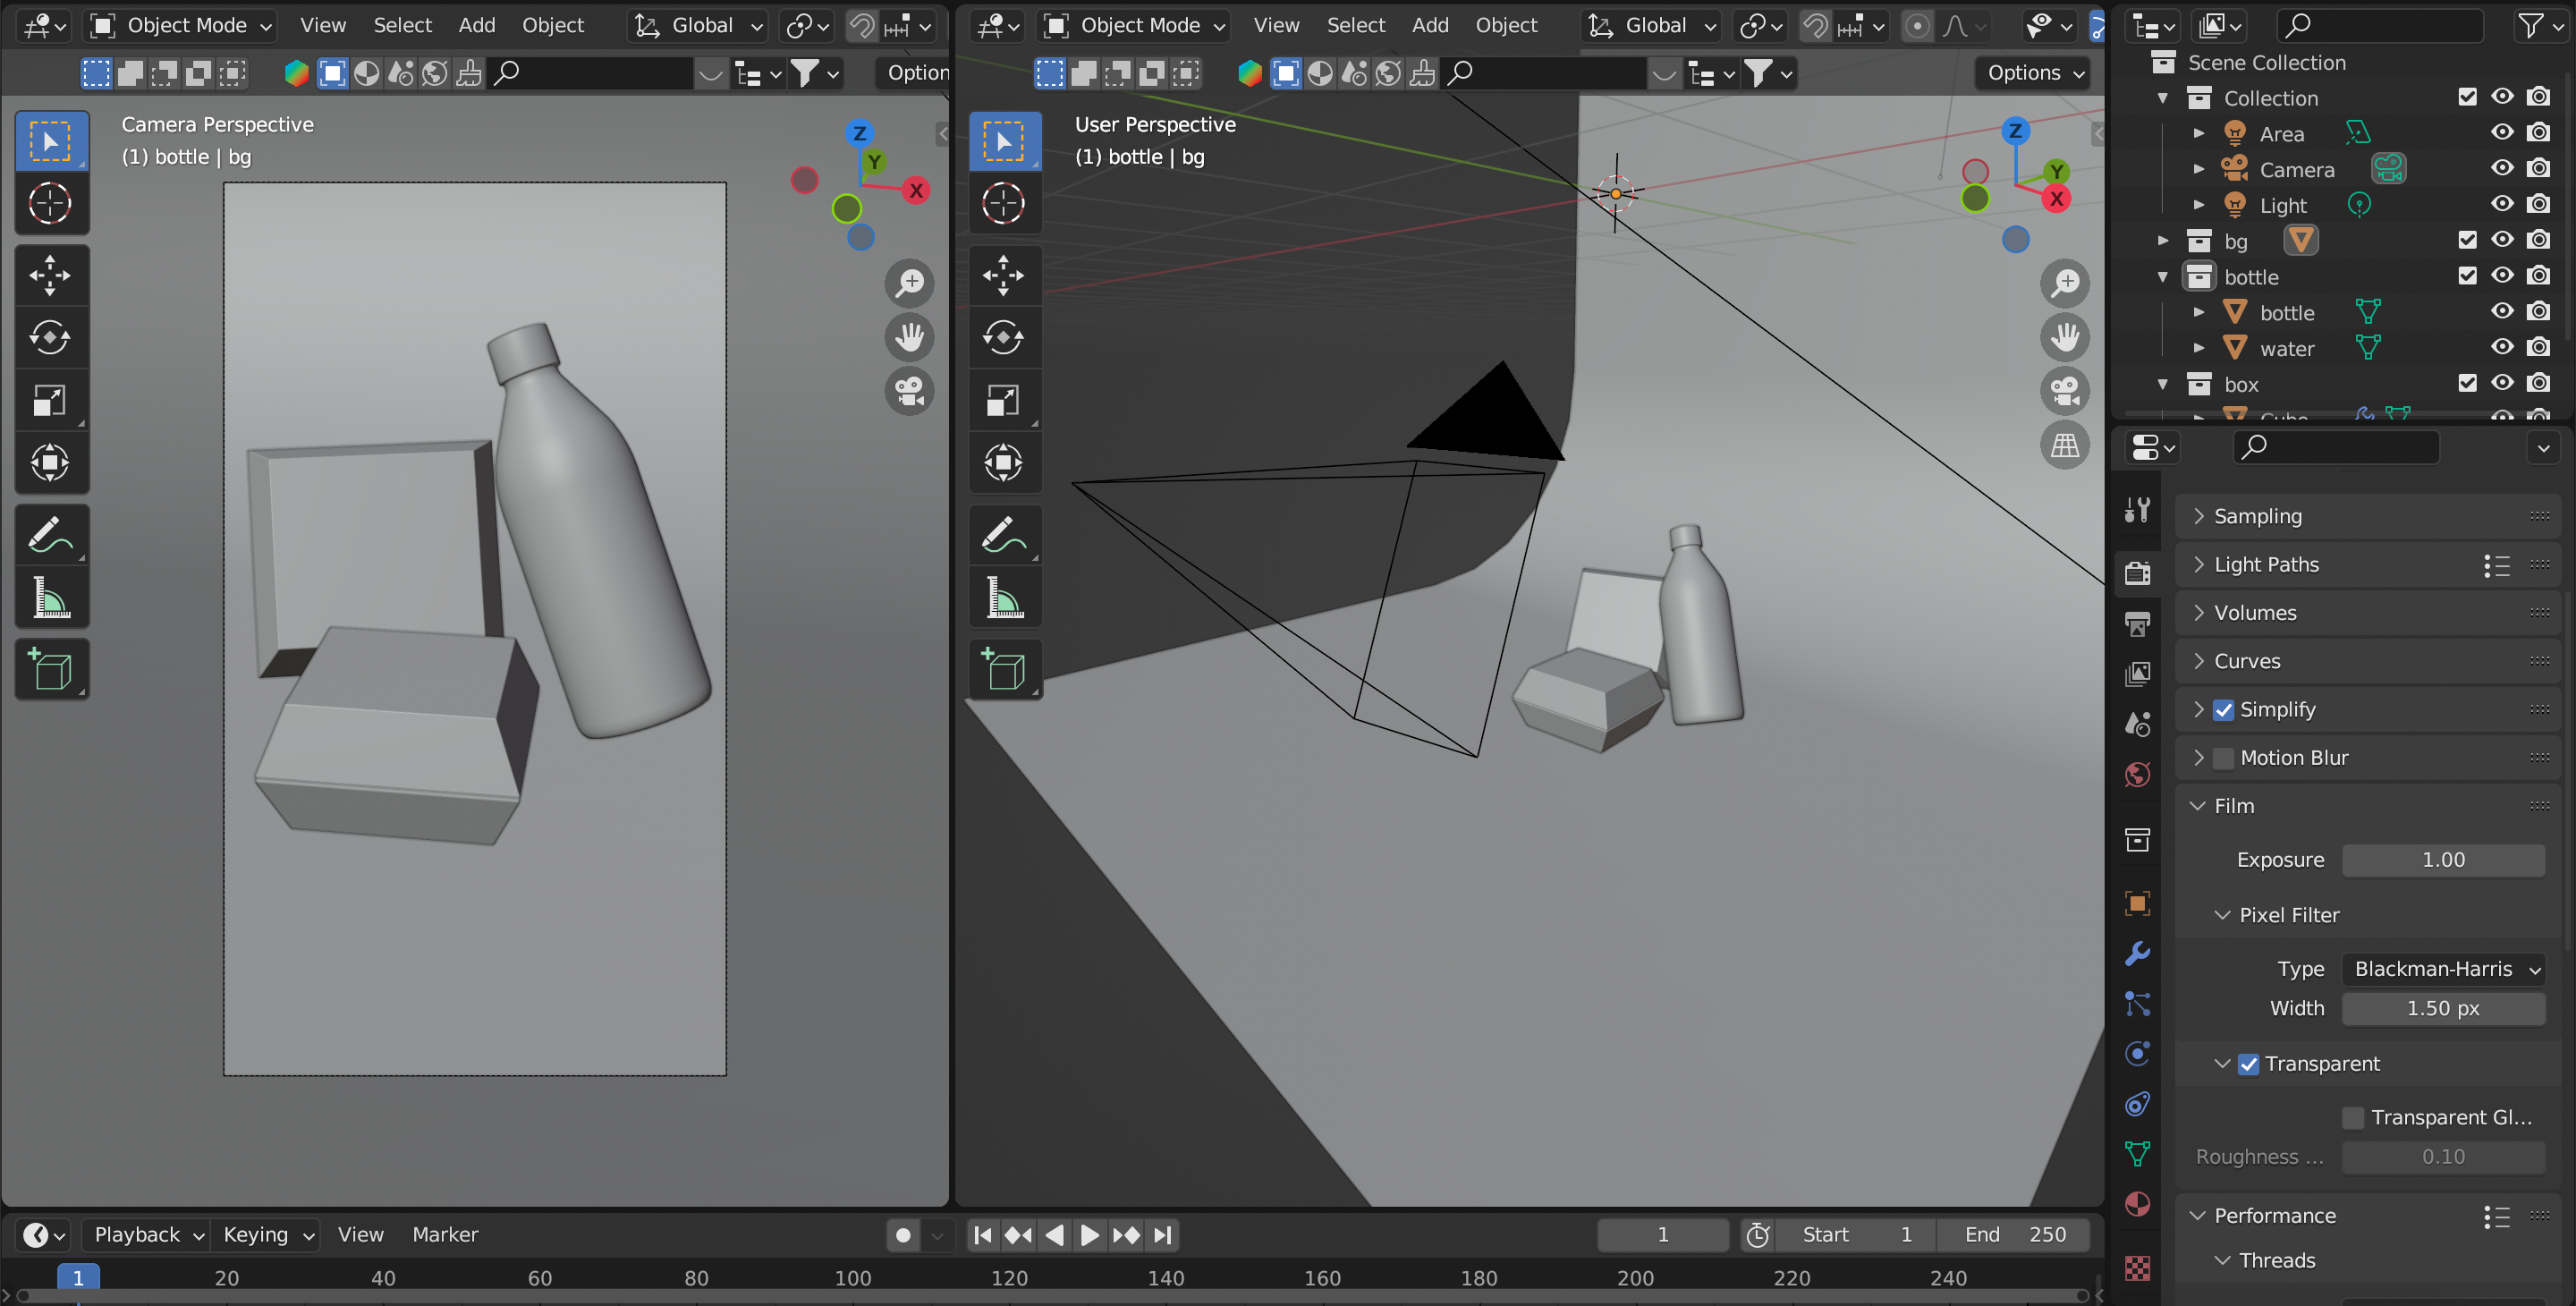 Object Mode View Select Add Object Global
Object Mode View Select Add Object Global
Option
Options
Camera Perspective
(1) bottle | bg
Z
Y
X
User Perspective
(1) bottle | bg
Z
Y
X
Scene Collection
Collection
Area
Camera
Light
bg
bottle
bottle
water
box
Cube
Sampling
Light Paths
Volumes
Curves
Simplify
Motion Blur
Film
Exposure 1.00
Pixel Filter
Type Blackman-Harris
Width 1.50 px
Transparent
Transparent Gl...
Roughness ... 0.10
Performance
Threads
Playback Keying View Marker
1 Start 1 End 250
1 20 40 60 80 100 120 140 160 180 200 220 240